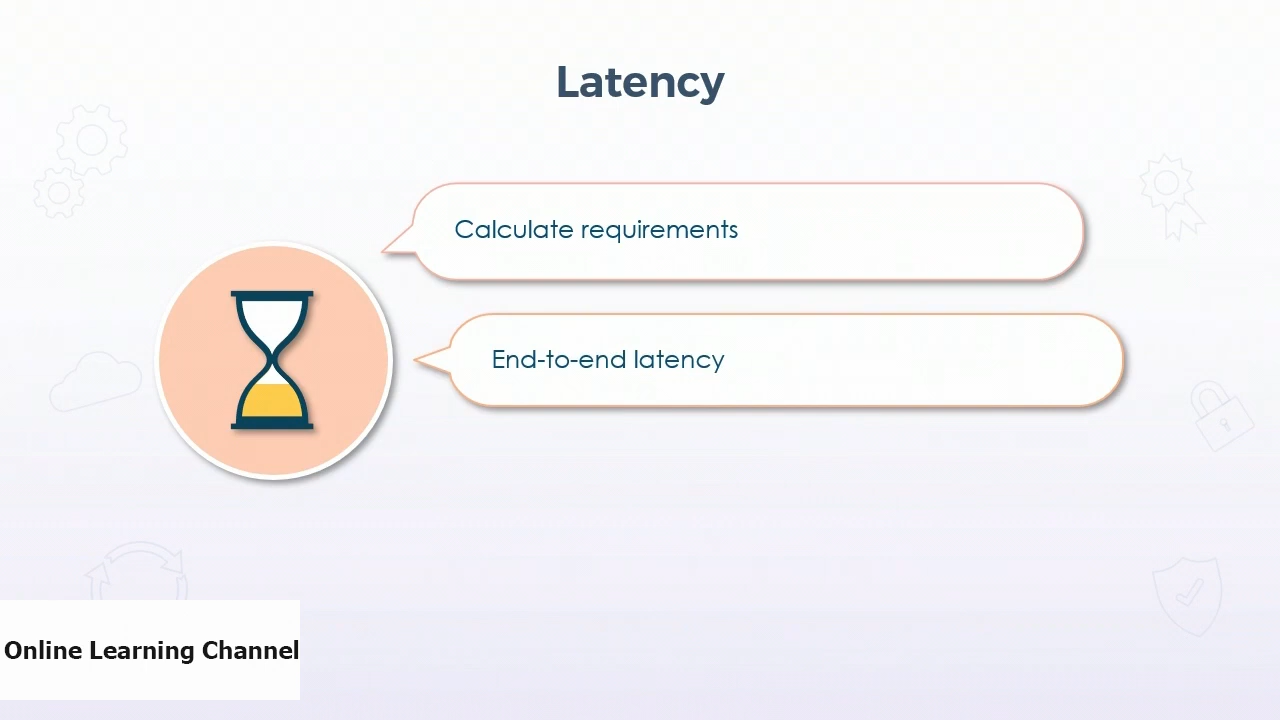 Latency
Calculate requirements
End-to-end latency
Online Learning Channel